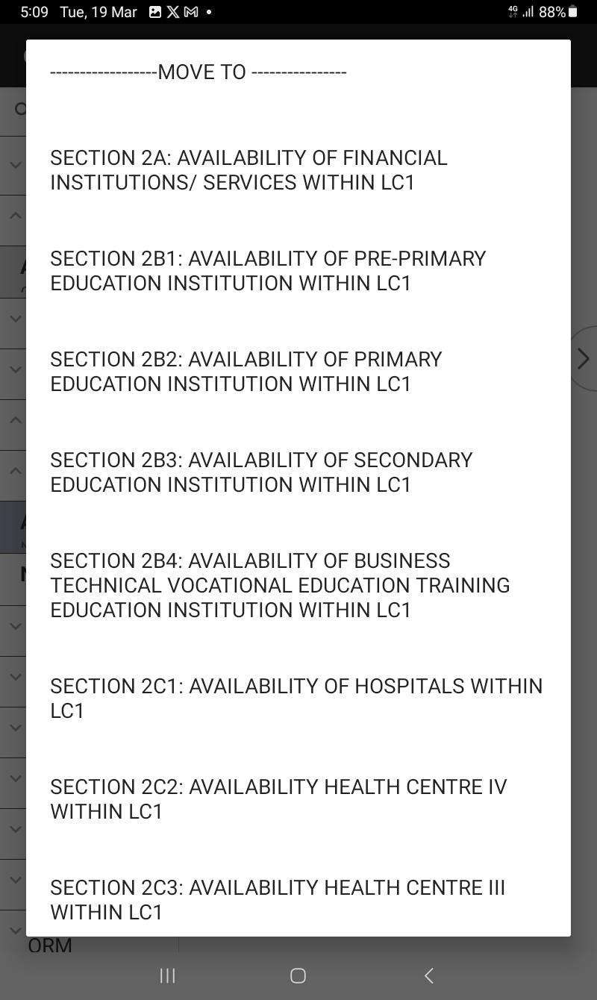 5:09 Tue, 19 Mar
4G 88%
------------------MOVE TO ----------------
SECTION 2A: AVAILABILITY OF FINANCIAL
INSTITUTIONS/ SERVICES WITHIN LC1
SECTION 2B1: AVAILABILITY OF PRE-PRIMARY
EDUCATION INSTITUTION WITHIN LC1
SECTION 2B2: AVAILABILITY OF PRIMARY
EDUCATION INSTITUTION WITHIN LC1
SECTION 2B3: AVAILABILITY OF SECONDARY
EDUCATION INSTITUTION WITHIN LC1
SECTION 2B4: AVAILABILITY OF BUSINESS
TECHNICAL VOCATIONAL EDUCATION TRAINING
EDUCATION INSTITUTION WITHIN LC1
SECTION 2C1: AVAILABILITY OF HOSPITALS WITHIN
LC1
SECTION 2C2: AVAILABILITY HEALTH CENTRE IV
WITHIN LC1
SECTION 2C3: AVAILABILITY HEALTH CENTRE III
WITHIN LC1
ORM